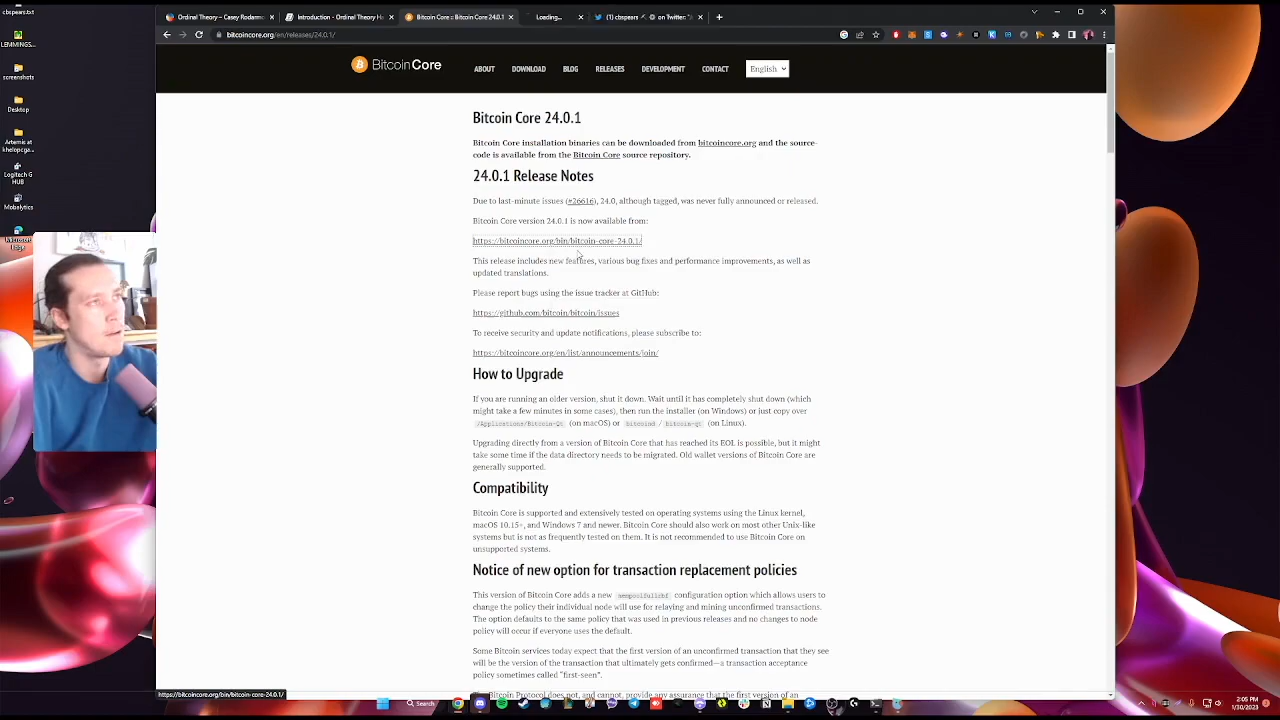 Ordinal Theory – Casey Rodarmo
Introduction - Ordinal Theory H
Bitcoin Core :: Bitcoin Core 24.0.1
Loading...
cbspears
on Twitter: "
bitcoincore.org/en/releases/24.0.1/
LEMMING...
screenshots
Desktop
Artemis at
Logitech G HUB
Mobalytics
BitcoinCore
ABOUT
DOWNLOAD
BLOG
RELEASES
DEVELOPMENT
CONTACT
English
Bitcoin Core 24.0.1
Bitcoin Core installation binaries can be downloaded from bitcoincore.org and the source-
code is available from the Bitcoin Core source repository.
24.0.1 Release Notes
Due to last-minute issues (#26616), 24.0, although tagged, was never fully announced or released.
Bitcoin Core version 24.0.1 is now available from:
https://bitcoincore.org/bin/bitcoin-core-24.0.1/
This release includes new features, various bug fixes and performance improvements, as well as
updated translations.
Please report bugs using the issue tracker at GitHub:
https://github.com/bitcoin/bitcoin/issues
To receive security and update notifications, please subscribe to:
https://bitcoincore.org/en/list/announcements/join/
How to Upgrade
If you are running an older version, shut it down. Wait until it has completely shut down (which
might take a few minutes in some cases), then run the installer (on Windows) or just copy over
/Applications/Bitcoin-Qt (on macOS) or bitcoind / bitcoin-qt (on Linux).
Upgrading directly from a version of Bitcoin Core that has reached its EOL is possible, but it might
take some time if the data directory needs to be migrated. Old wallet versions of Bitcoin Core are
generally supported.
Compatibility
Bitcoin Core is supported and extensively tested on operating systems using the Linux kernel,
macOS 10.15+, and Windows 7 and newer. Bitcoin Core should also work on most other Unix-like
systems but is not as frequently tested on them. It is not recommended to use Bitcoin Core on
unsupported systems.
Notice of new option for transaction replacement policies
This version of Bitcoin Core adds a new mempoolfullrbf configuration option which allows users to
change the policy their individual node will use for relaying and mining unconfirmed transactions.
The option defaults to the same policy that was used in previous releases and no changes to node
policy will occur if everyone uses the default.
Some Bitcoin services today expect that the first version of an unconfirmed transaction that they see
will be the version of the transaction that ultimately gets confirmed—a transaction acceptance
policy sometimes called "first-seen".
The Bitcoin Protocol does not, and cannot, provide any assurance that the first version of an
https://bitcoincore.org/bin/bitcoin-core-24.0.1/
Search
2:05 PM
1/30/2023